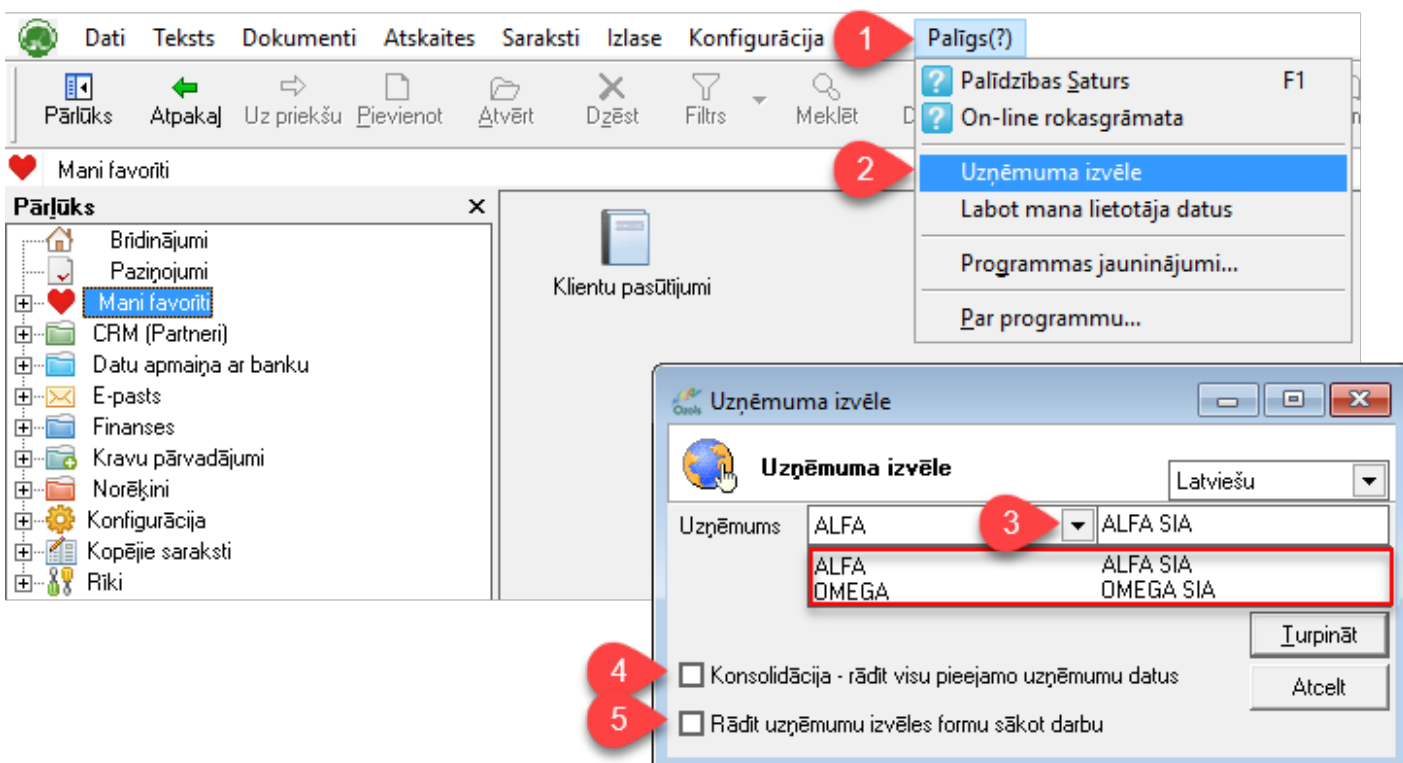 Dati Teksts Dokumenti Atskaites Saraksti Izlase Konfigurācija 1 Palīgs(?)
Pārlūks Atpakaļ Uz priekšu Pievienot Atvērt Dzēst Filtrs Meklēt
Palīdzības Saturs F1
On-line rokasgrāmata
2 Uzņēmuma izvēle
Labot mana lietotāja datus
Programmas jauninājumi...
Par programmu...
Mani favorīti
Pārļūks
Brīdinājumi
Paziņojumi
Mani favorīti
CRM (Partneri)
Datu apmaiņa ar banku
E-pasts
Finanses
Kravu pārvadājumi
Norēķini
Konfigurācija
Kopējie saraksti
Rīki
Klientu pasūtījumi
Ozols Uzņēmuma izvēle
Uzņēmuma izvēle
Latviešu
Uzņēmums ALFA 3 ALFA SIA
ALFA ALFA SIA
OMEGA OMEGA SIA
Turpināt
4 Konsolidācija - rādīt visu pieejamo uzņēmumu datus
Atcelt
5 Rādīt uzņēmumu izvēles formu sākot darbu